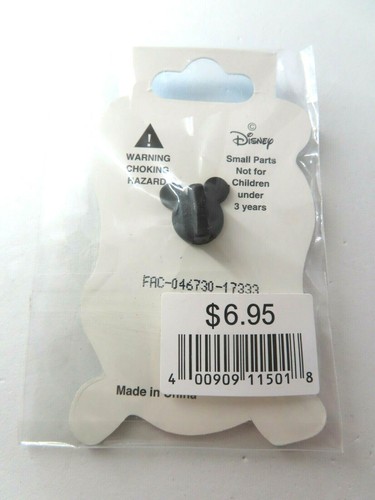 WARNING
CHOKING
HAZARD
©
Disney
Small Parts
Not for
Children
under
3 years
FAC-046730-17333
$6.95
4 00909 11501 8
Made in China